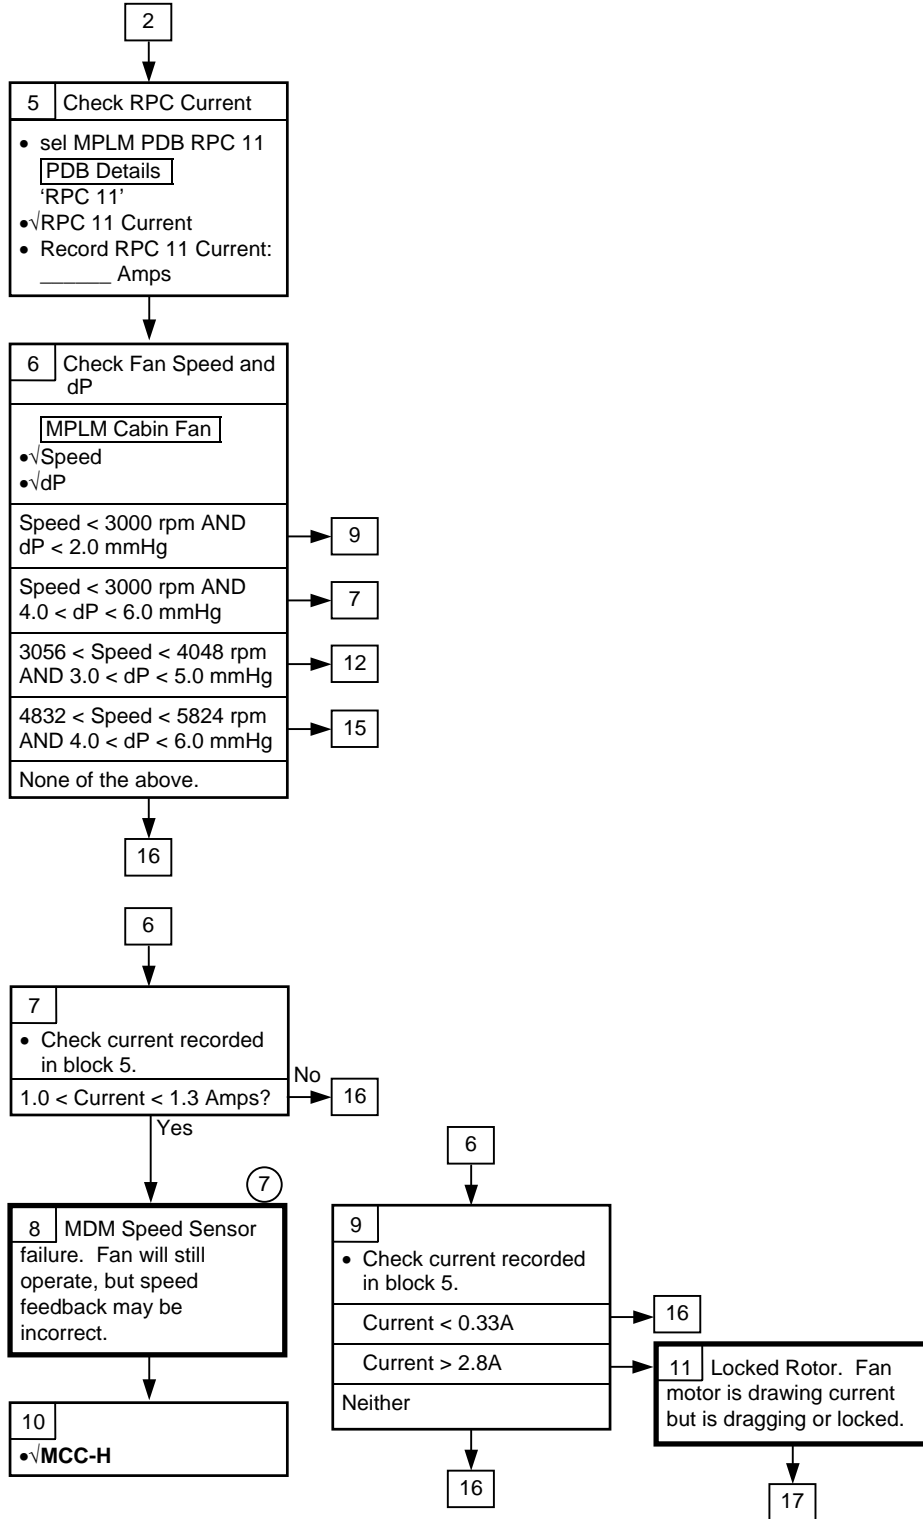 2
5 Check RPC Current
• sel MPLM PDB RPC 11
PDB Details
‘RPC 11’
•√RPC 11 Current
• Record RPC 11 Current:
______ Amps
6 Check Fan Speed and
dP
MPLM Cabin Fan
•√Speed
•√dP
Speed < 3000 rpm AND
dP < 2.0 mmHg
9
Speed < 3000 rpm AND
4.0 < dP < 6.0 mmHg
7
3056 < Speed < 4048 rpm
AND 3.0 < dP < 5.0 mmHg
12
4832 < Speed < 5824 rpm
AND 4.0 < dP < 6.0 mmHg
15
None of the above.
16
6
7
• Check current recorded
in block 5.
1.0 < Current < 1.3 Amps?
No
16
Yes
7
8 MDM Speed Sensor
failure. Fan will still
operate, but speed
feedback may be
incorrect.
10
•√MCC-H
6
9
• Check current recorded
in block 5.
Current < 0.33A
16
Current > 2.8A
Neither
16
11 Locked Rotor. Fan
motor is drawing current
but is dragging or locked.
17